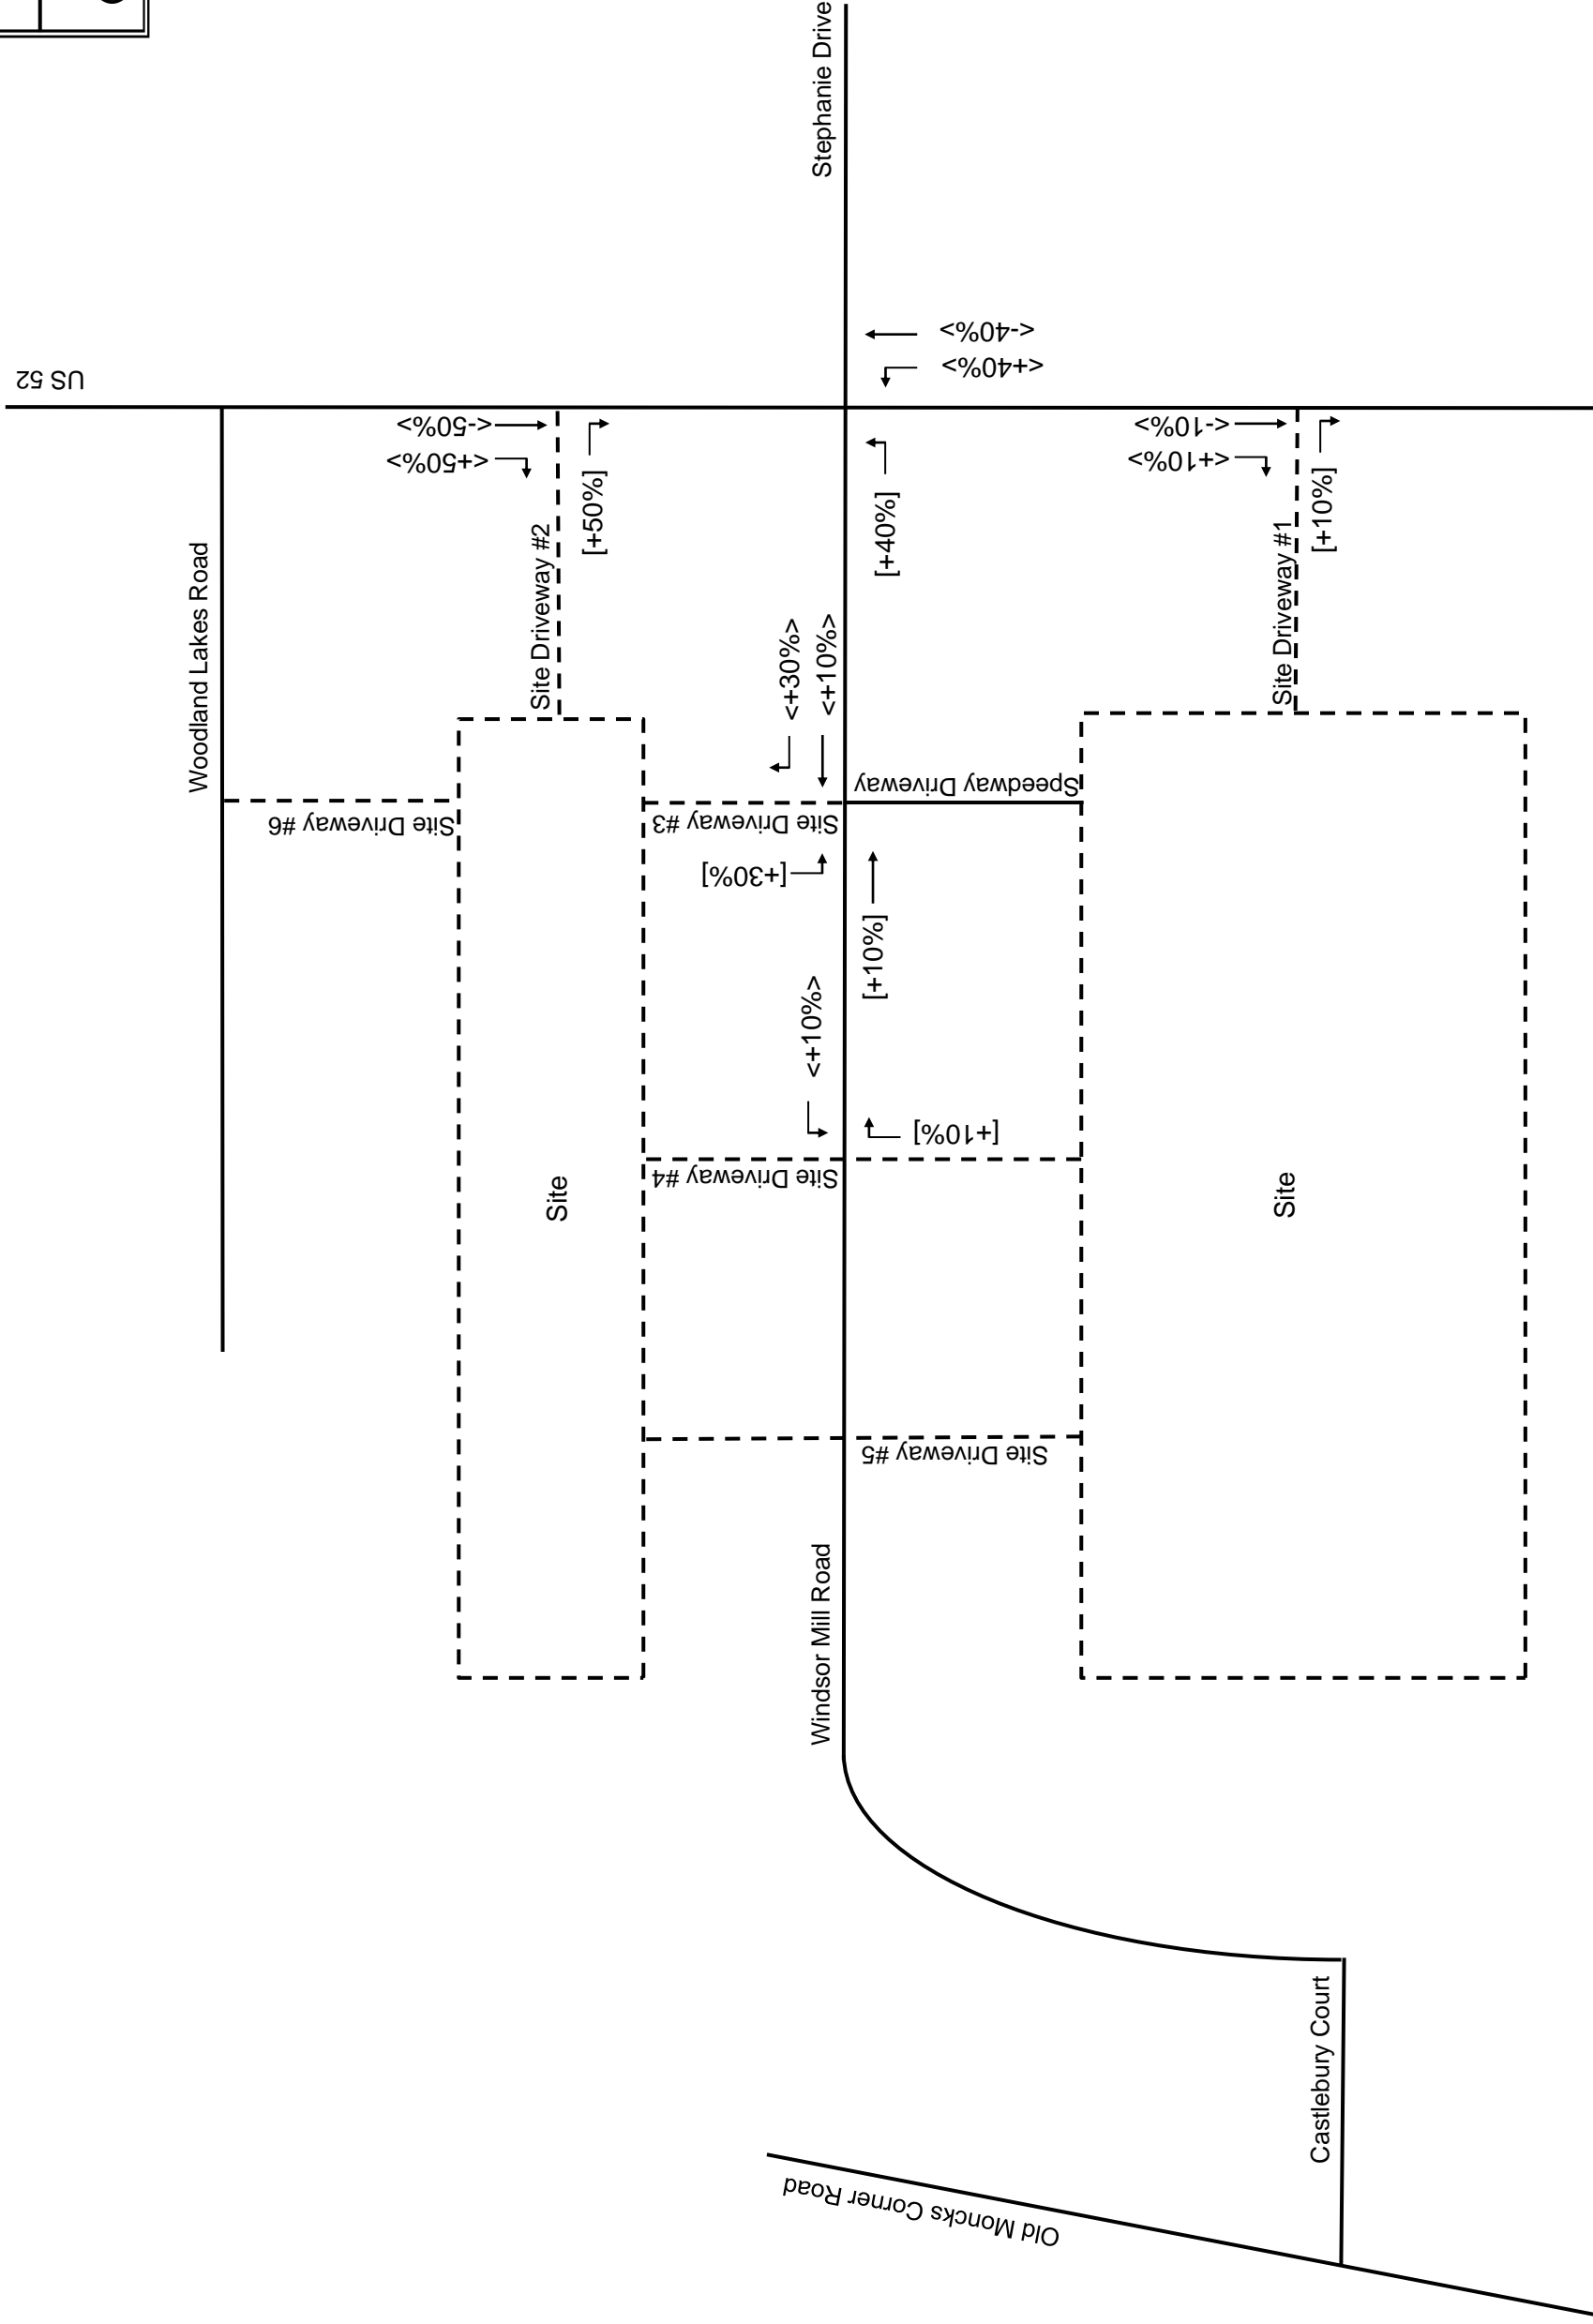 Stephanie Drive
US 52
<-40%>
<+40%>
<-50%>
<+50%>
[+50%]
<-10%>
<+10%>
[+10%]
[+40%]
Woodland Lakes Road
Site Driveway #2
Site Driveway #1
<+30%>
<+10%>
Speedway Driveway
Site Driveway #6
Site Driveway #3
[+30%]
[+10%]
<+10%>
[+10%]
Site Driveway #4
Site
Site
Site Driveway #5
Windsor Mill Road
Castlebury Court
Old Moncks Corner Road